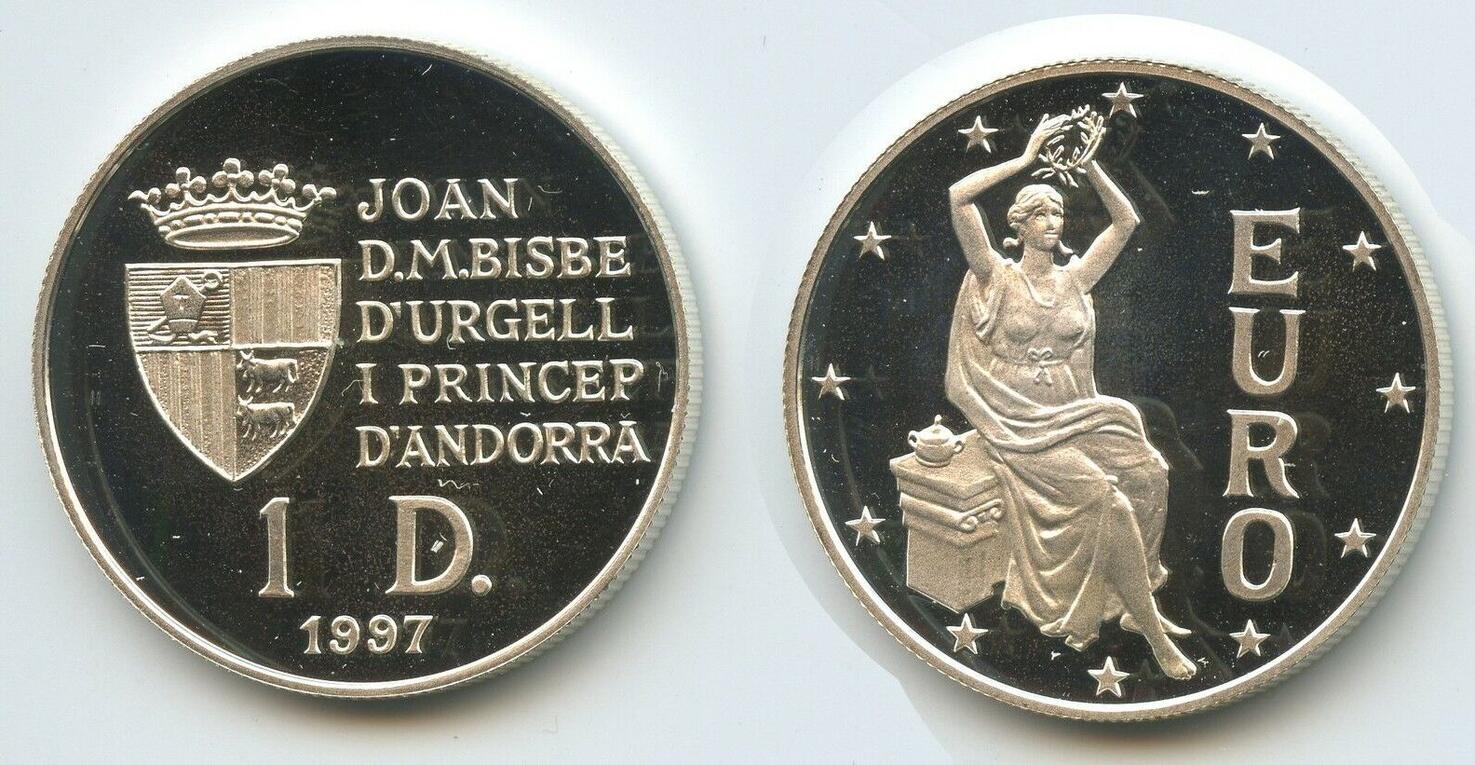 JOAN
D.M.BISBE
D'URGELL
I PRINCEP
D'ANDORRA
1 D.
1997
EURO